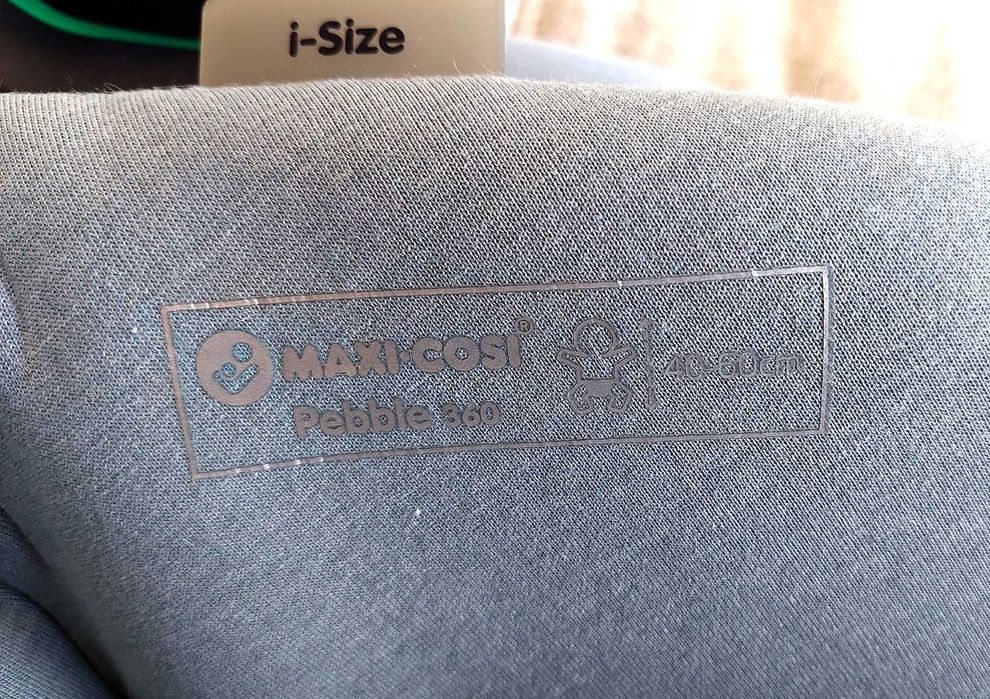 i-Size
MAXI·COSI®
Pebble 360
40-60cm